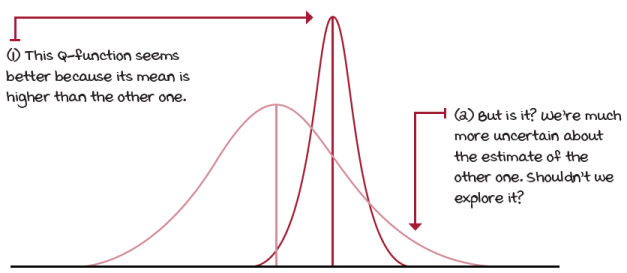 (1) This Q-function seems
better because its mean is
higher than the other one.
(2) But is it? We're much
more uncertain about
the estimate of the
other one. Shouldn't we
explore it?